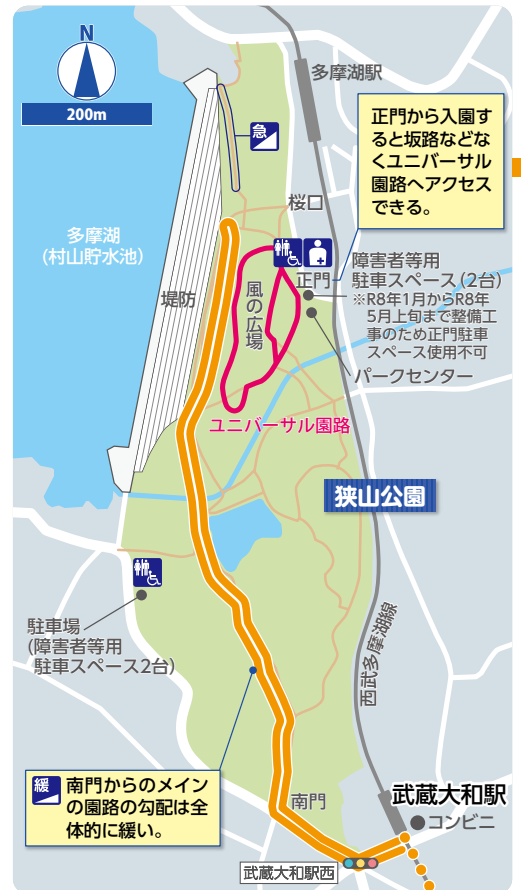 N
200m
多摩湖駅
急
正門から入園す
ると坂路などな
くユニバーサル
園路へアクセス
できる。
桜口
多摩湖
(村山貯水池)
堤防
風の広場
正門
障害者等用
駐車スペース(2台)
※R8年1月からR8年
5月上旬まで整備工
事のため正門駐車
スペース使用不可
パークセンター
ユニバーサル園路
狭山公園
駐車場
(障害者等用
駐車スペース2台)
西武多摩湖線
緩
南門からのメイン
の園路の勾配は全
体的に緩い。
南門
武蔵大和駅
コンビニ
武蔵大和駅西